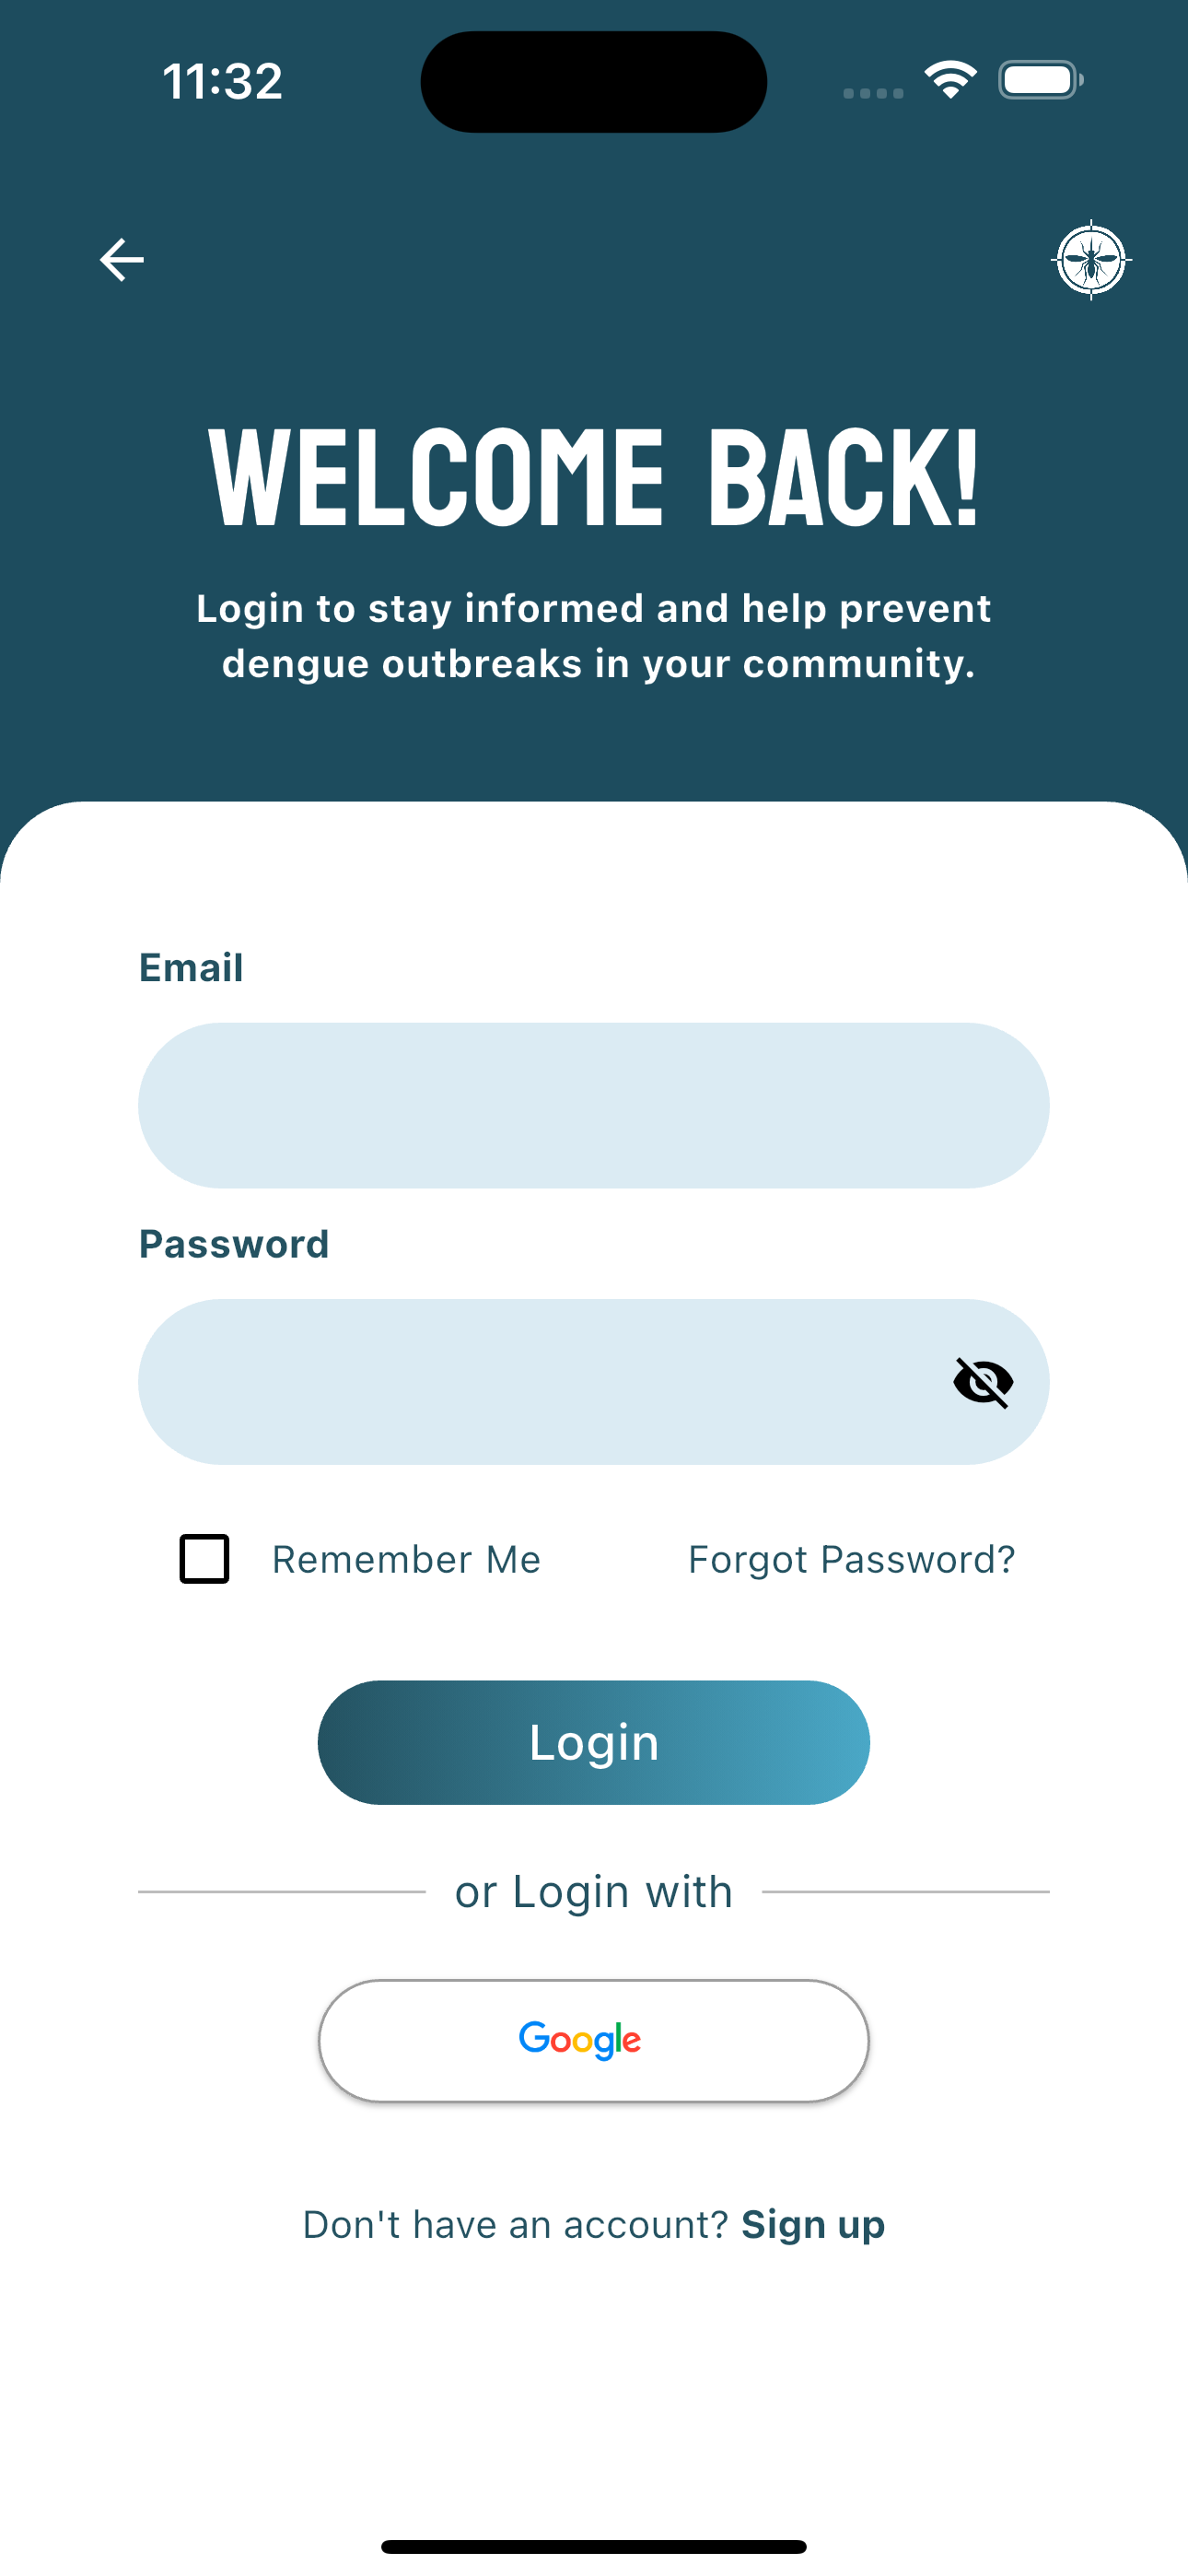 11:32
WELCOME BACK!
Login to stay informed and help prevent
dengue outbreaks in your community.
Email
Password
Remember Me
Forgot Password?
Login
or Login with
Google
Don't have an account? Sign up